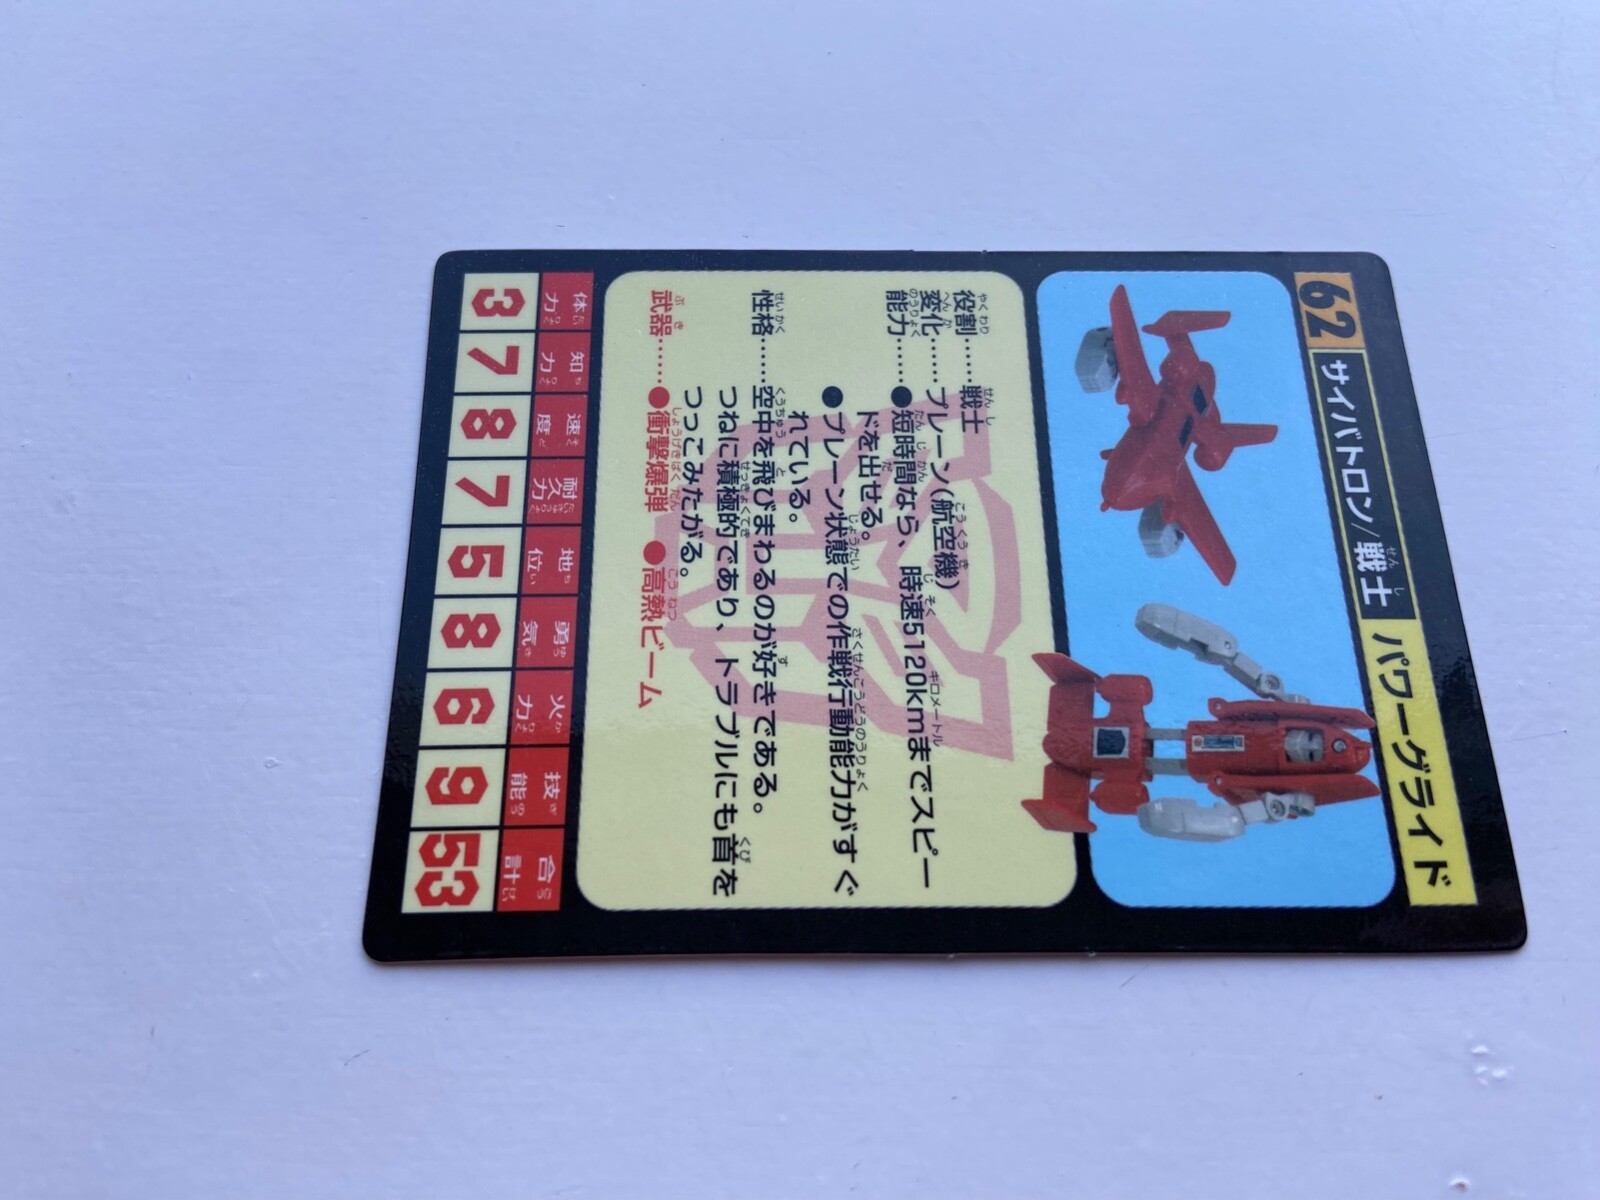 62 サイバトロン/戦士 パワーグライド
役割……戦士
変化……プレーン(航空機)
能力……●短時間なら、時速5120kmまでスピー
ドを出せる。
●プレーン状態での作戦行動能力がすぐ
れている。
性格……空中を飛びまわるのが好きである。
つねに積極的であり、トラブルにも首を
つっこみたがる。
武器……●衝撃爆弾 ●高熱ビーム
体力 知力 速度 耐久力 地位 勇気 火力 技能 合計
3 7 8 7 5 8 6 9 53